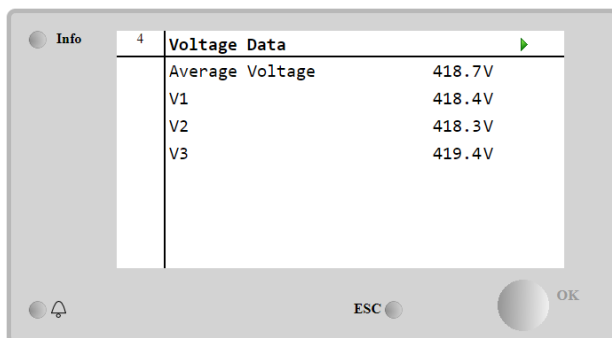 Info
4 Voltage Data
Average Voltage 418.7V
V1 418.4V
V2 418.3V
V3 419.4V
ESC OK